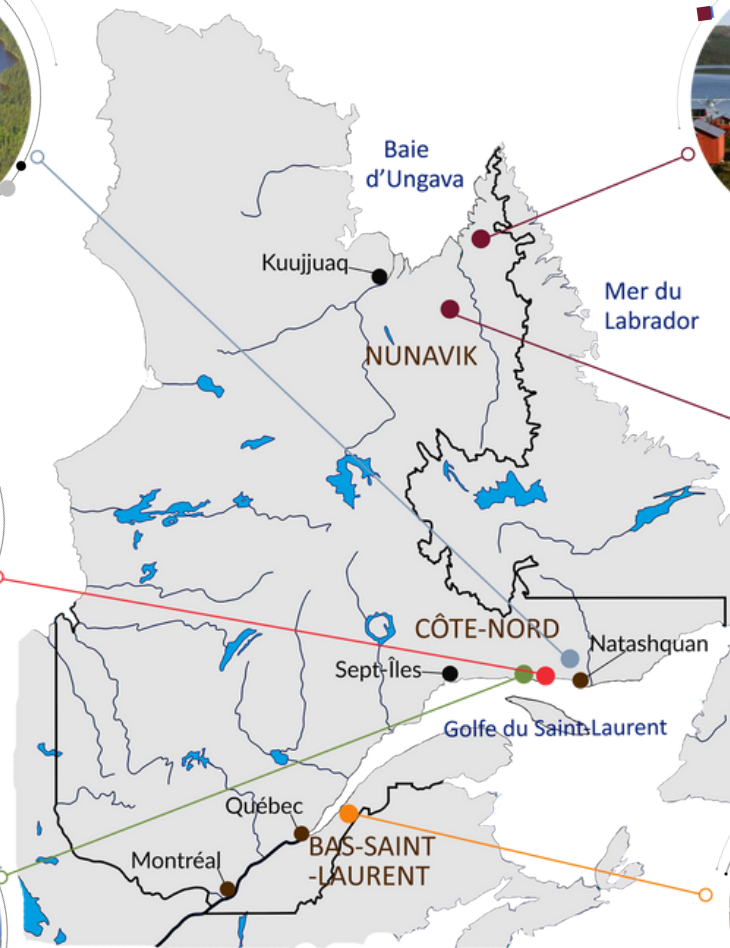 Baie
d'Ungava
Kuujjuaq
Mer du
Labrador
NUNAVIK
CÔTE-NORD
Natashquan
Sept-Îles
Golfe du Saint-Laurent
Québec
BAS-SAINT
-LAURENT
Montréal